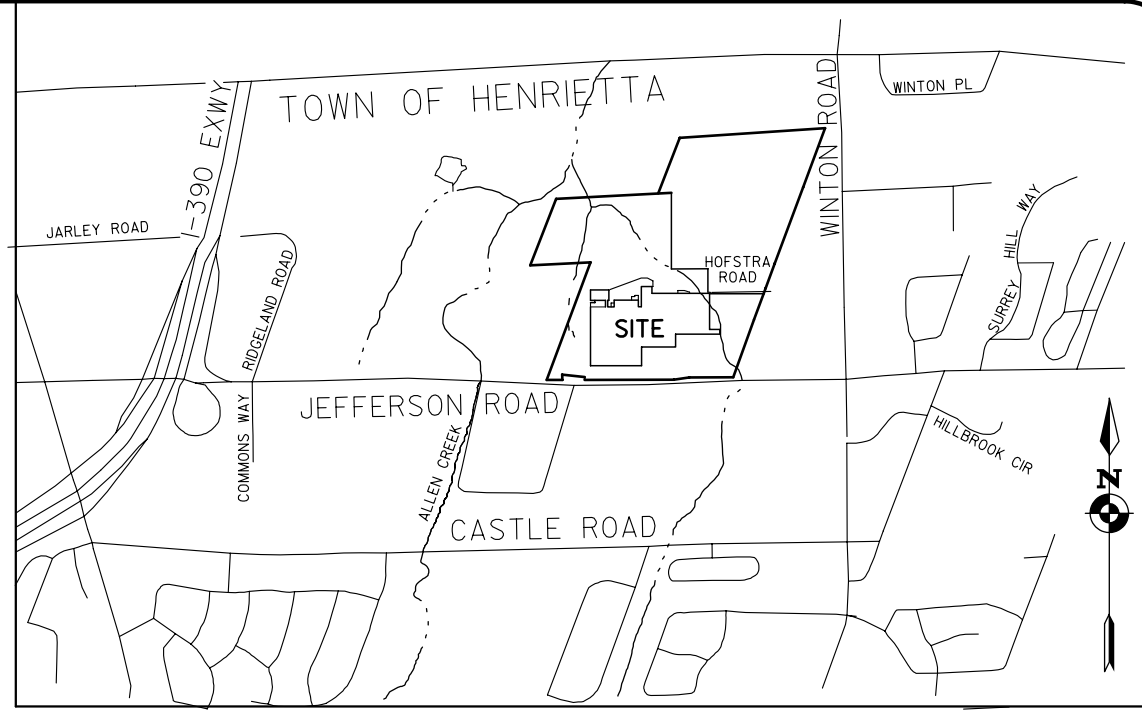 TOWN OF HENRIETTA
I-390 EXWY
WINTON ROAD
WINTON PL
JARLEY ROAD
RIDGELAND ROAD
HOFSTRA
ROAD
SURREY HILL WAY
SITE
JEFFERSON ROAD
COMMONS WAY
ALLEN CREEK
HILLBROOK CIR
CASTLE ROAD
N